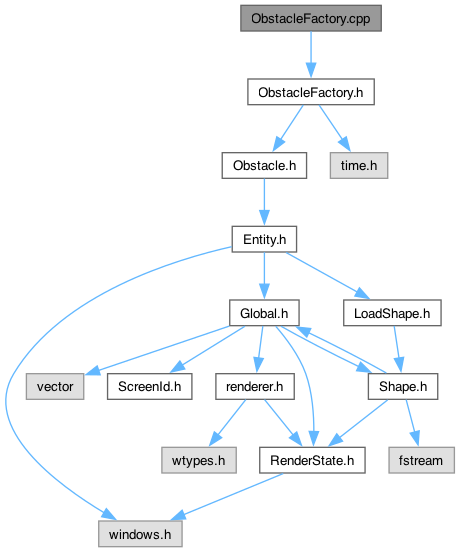 ObstacleFactory.cpp
ObstacleFactory.h
Obstacle.h
time.h
Entity.h
Global.h
LoadShape.h
vector
ScreenId.h
renderer.h
Shape.h
wtypes.h
RenderState.h
fstream
windows.h